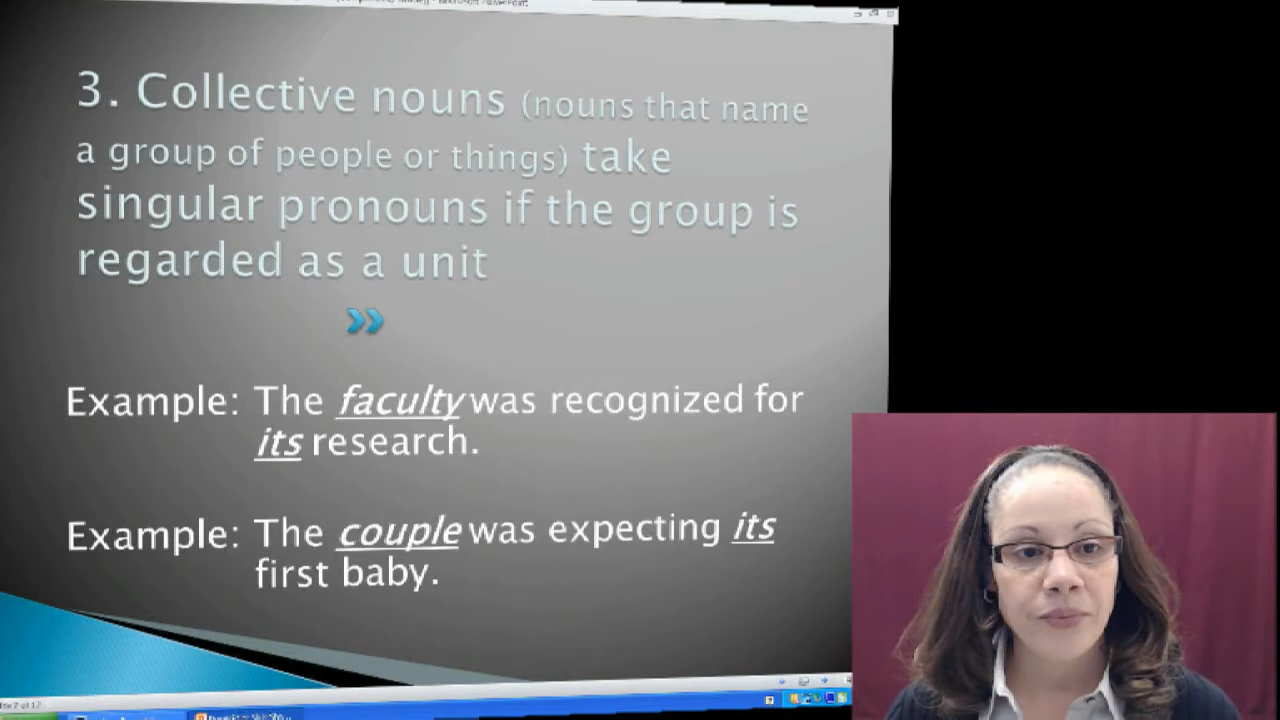 3. Collective nouns (nouns that name
a group of people or things) take
singular pronouns if the group is
regarded as a unit
Example: The faculty was recognized for
its research.
Example: The couple was expecting its
first baby.